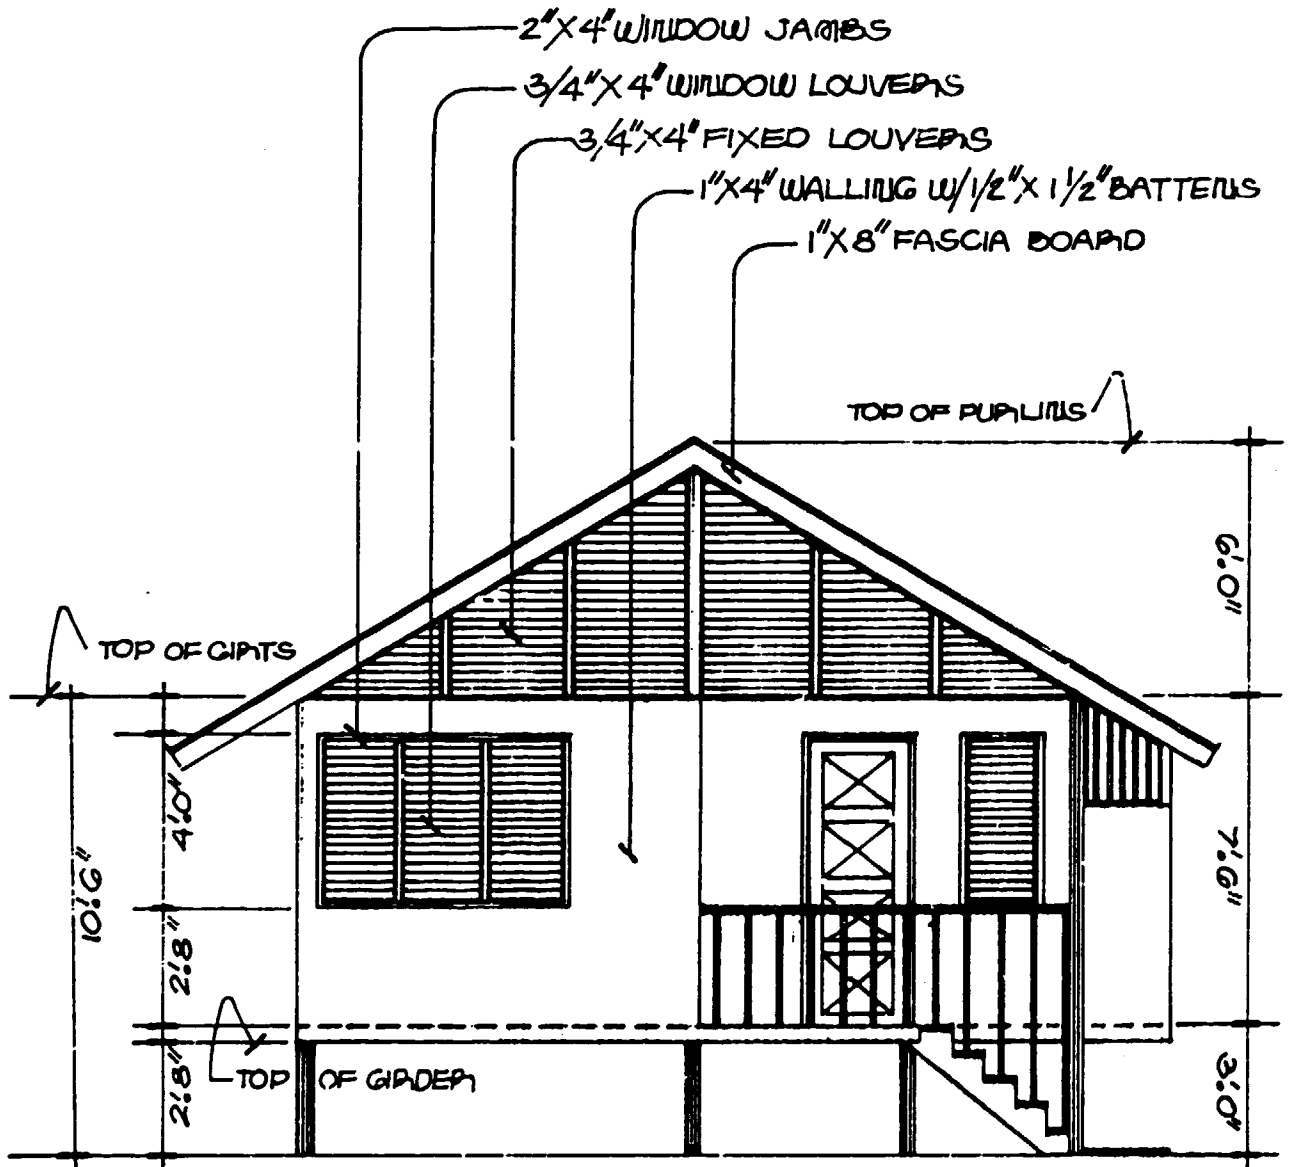 2"X4" WINDOW JAMBS
3/4"X4" WINDOW LOUVERS
3/4"X4" FIXED LOUVERS
1"X4" WALLING W/1/2"X 1 1/2" BATTENS
1"X8" FASCIA BOARD
TOP OF PURLINS
6'.0"
TOP OF GIRTS
4'.0"
7'.6"
10'.6"
2'.8"
TOP OF GIRDER
2'.8"
3'.0"